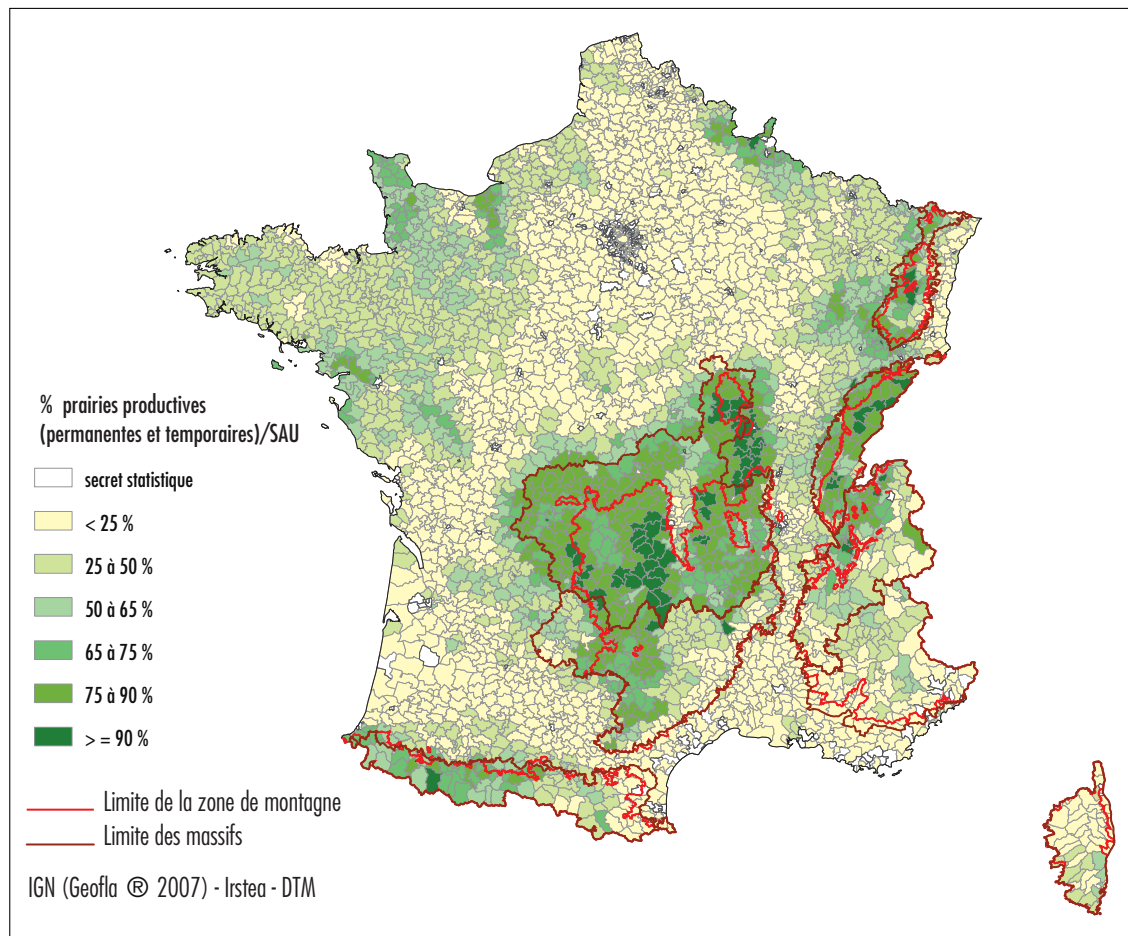 % prairies productives
(permanentes et temporaires)/SAU
secret statistique
< 25 %
25 à 50 %
50 à 65 %
65 à 75 %
75 à 90 %
> = 90 %
Limite de la zone de montagne
Limite des massifs
IGN (Geofla ® 2007) - Irstea - DTM